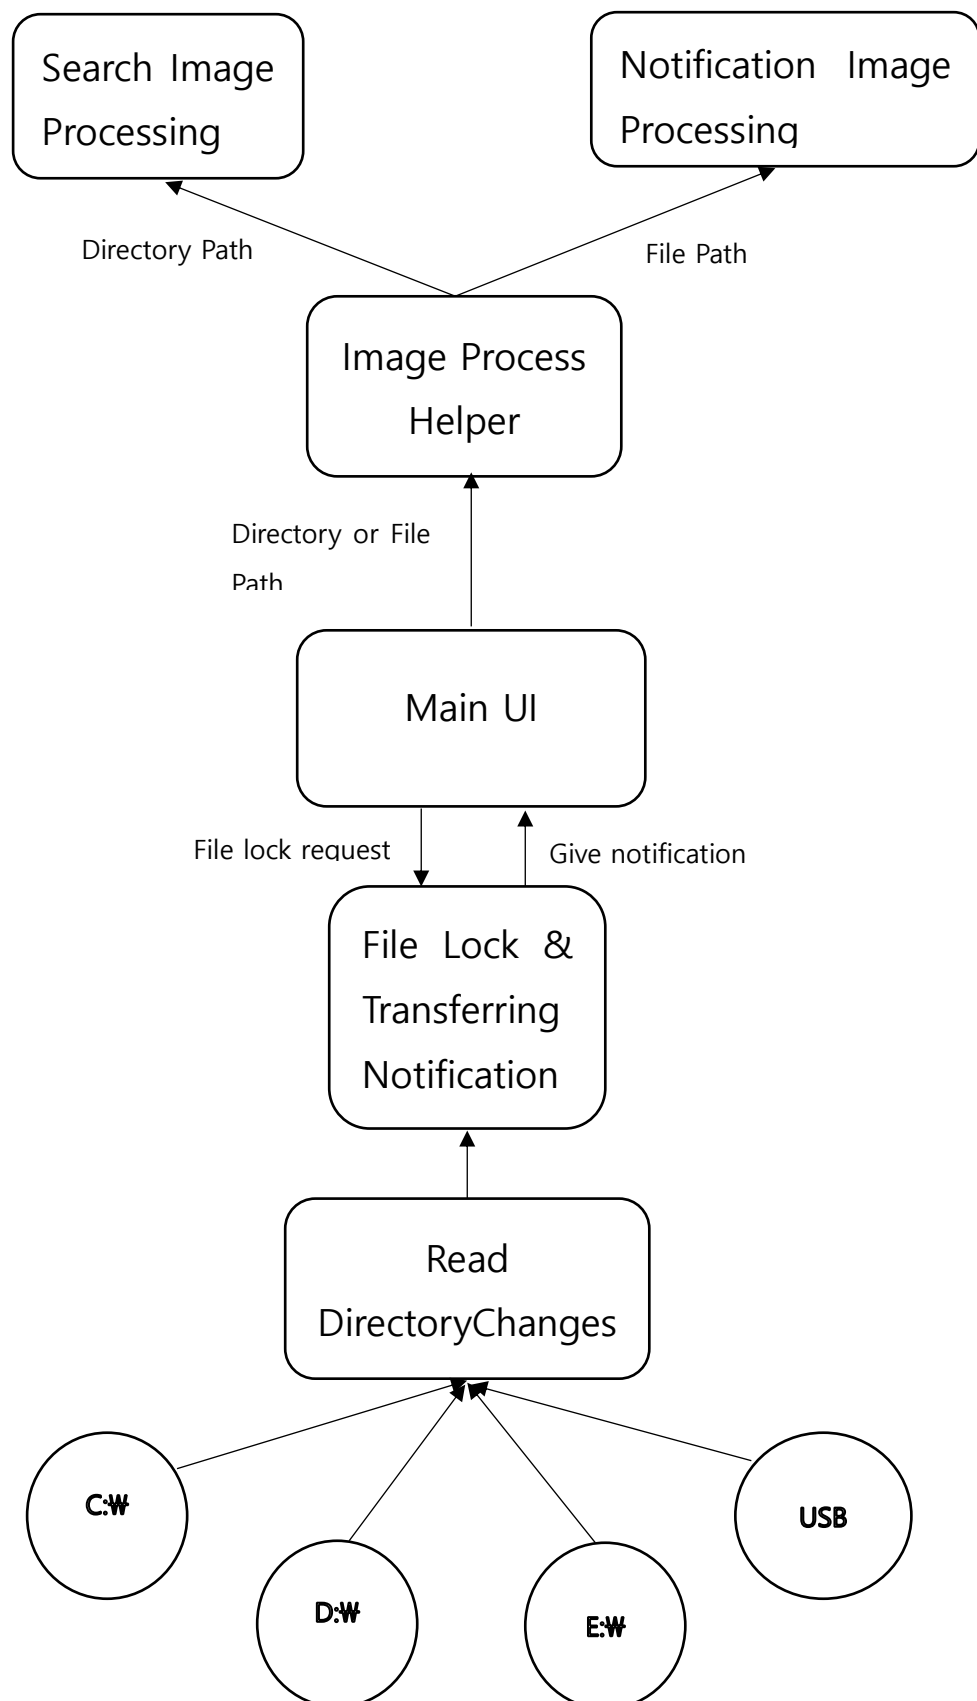 Search Image
Processing
Notification Image
Processing
Directory Path
File Path
Image Process
Helper
Directory or File
Path
Main UI
File lock request
Give notification
File Lock &
Transferring
Notification
Read
DirectoryChanges
C:₩
USB
D:₩
E:₩